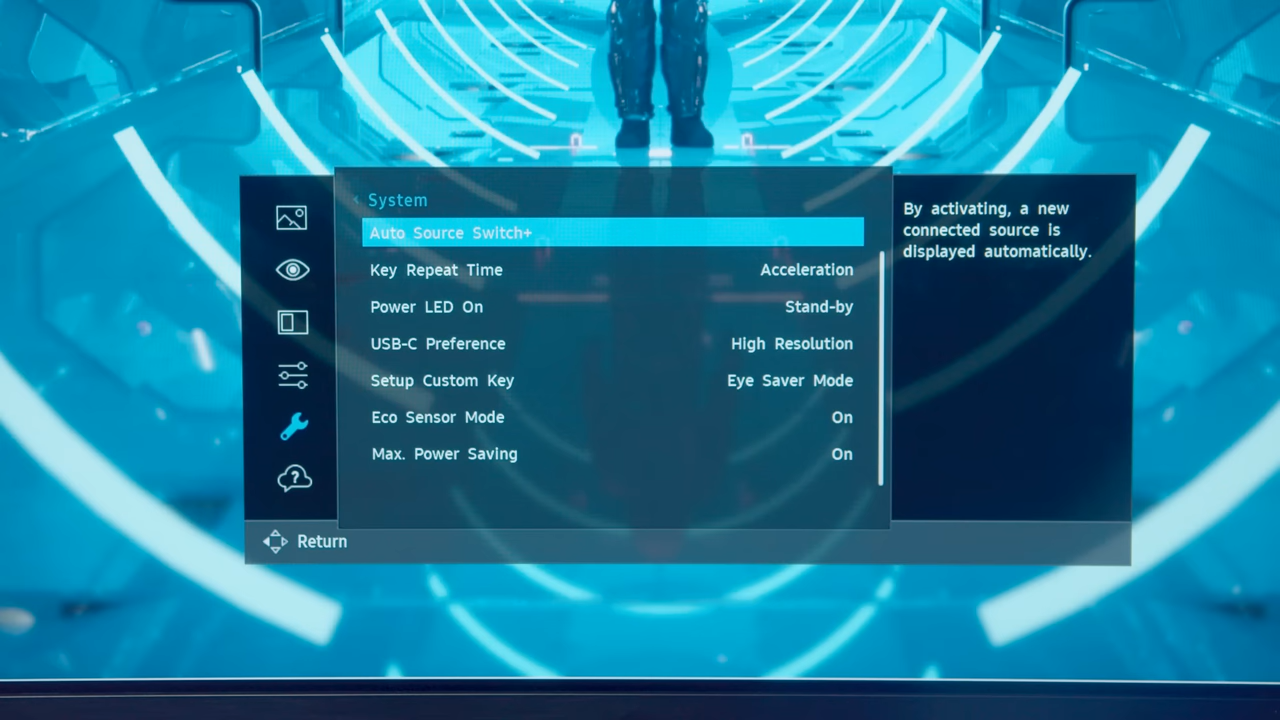 System
Auto Source Switch+
Key Repeat Time Acceleration
Power LED On Stand-by
USB-C Preference High Resolution
Setup Custom Key Eye Saver Mode
Eco Sensor Mode On
Max. Power Saving On
By activating, a new
connected source is
displayed automatically.
Return